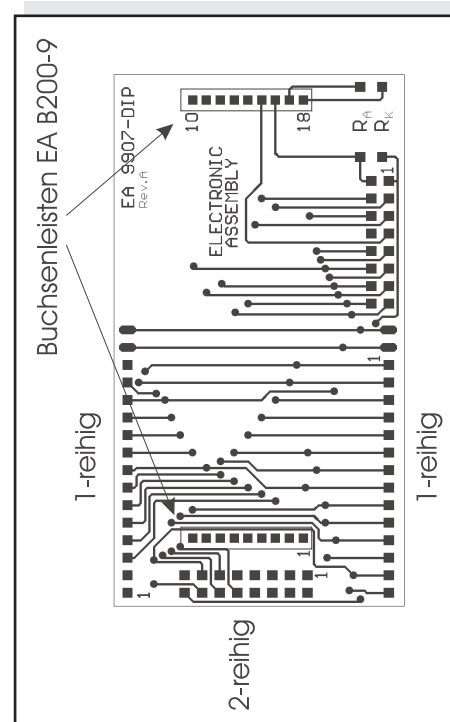 Buchsenleisten EA B200-9
EA 9907-DIP
Rev.A
10
18
ELECTRONIC
ASSEMBLY
RA
RK
1
1
1-reihig
1-reihig
1
1
1
2-reihig